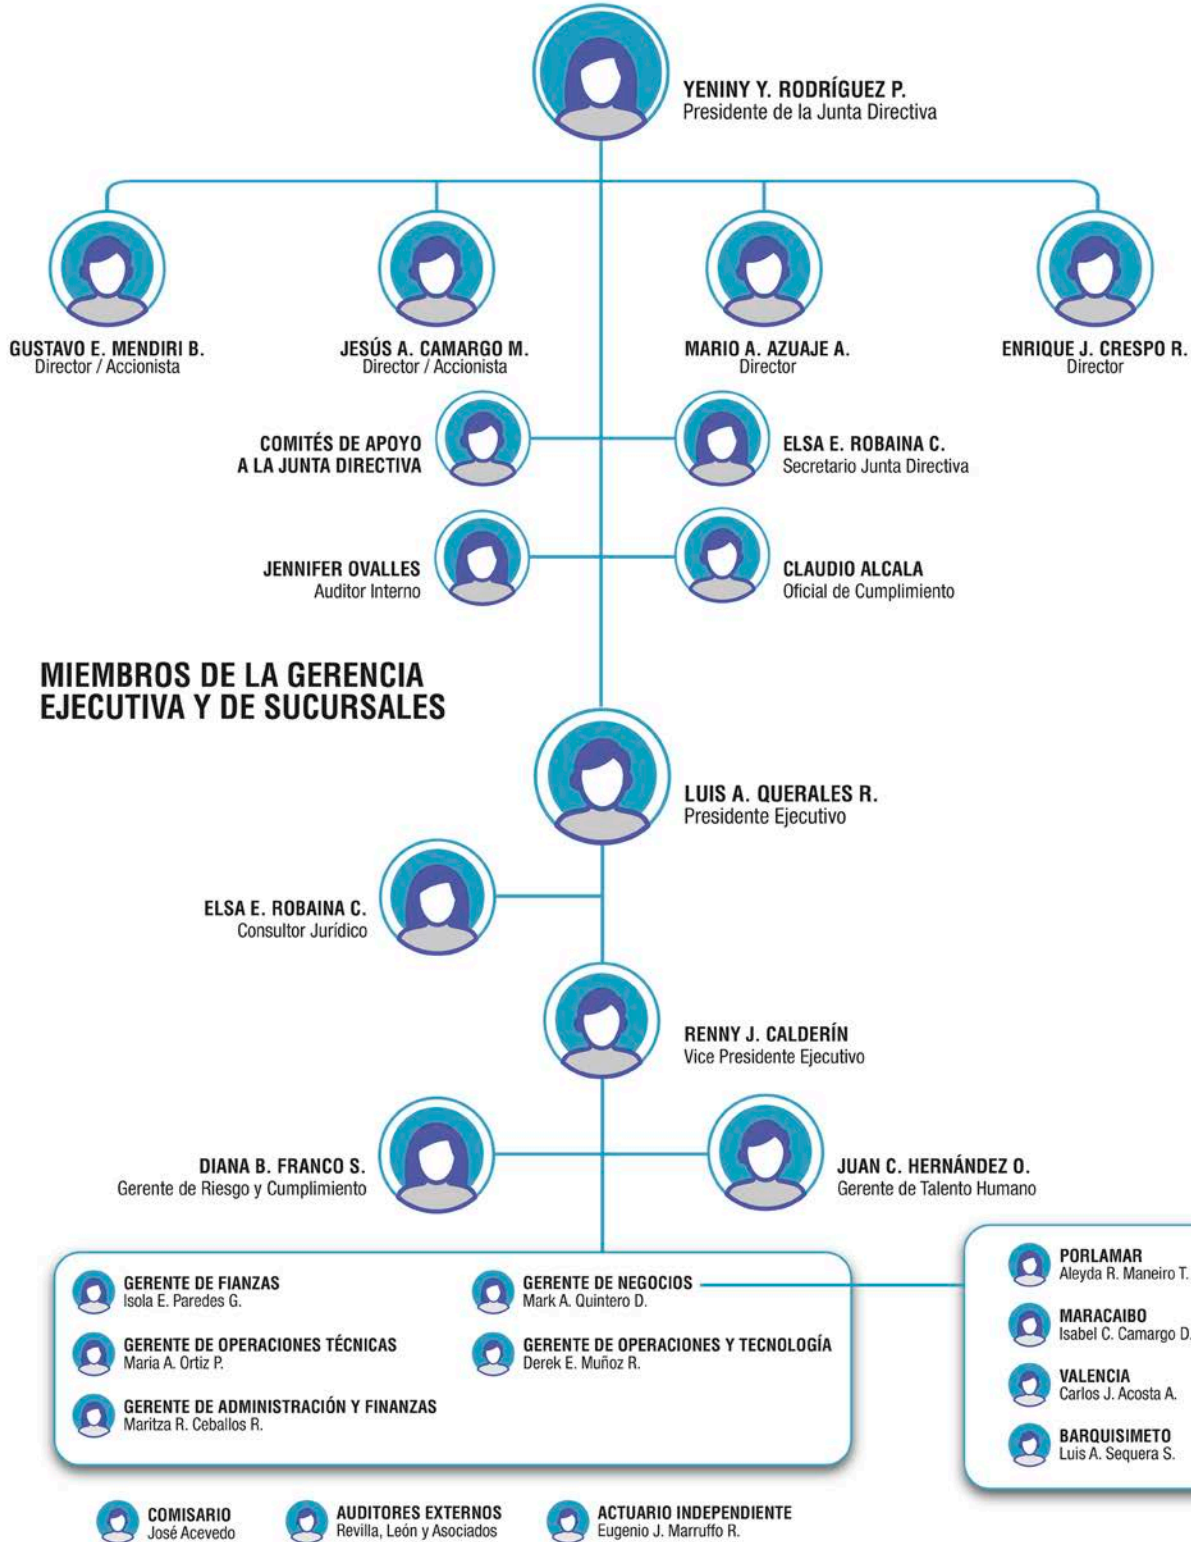 YENINY Y. RODRÍGUEZ P.
Presidente de la Junta Directiva
GUSTAVO E. MENDIRI B.
Director / Accionista
JESÚS A. CAMARGO M.
Director / Accionista
MARIO A. AZUAJE A.
Director
ENRIQUE J. CRESPO R.
Director
COMITÉS DE APOYO
A LA JUNTA DIRECTIVA
ELSA E. ROBAINA C.
Secretario Junta Directiva
JENNIFER OVALLES
Auditor Interno
CLAUDIO ALCALA
Oficial de Cumplimiento
MIEMBROS DE LA GERENCIA
EJECUTIVA Y DE SUCURSALES
LUIS A. QUERALES R.
Presidente Ejecutivo
ELSA E. ROBAINA C.
Consultor Jurídico
RENNY J. CALDERÍN
Vice Presidente Ejecutivo
DIANA B. FRANCO S.
Gerente de Riesgo y Cumplimiento
JUAN C. HERNÁNDEZ O.
Gerente de Talento Humano
GERENTE DE FIANZAS
Isola E. Paredes G.
GERENTE DE OPERACIONES TÉCNICAS
Maria A. Ortiz P.
GERENTE DE ADMINISTRACIÓN Y FINANZAS
Maritza R. Ceballos R.
GERENTE DE NEGOCIOS
Mark A. Quintero D.
GERENTE DE OPERACIONES Y TECNOLOGÍA
Derek E. Muñoz R.
PORLAMAR
Aleyda R. Maneiro T.
MARACAIBO
Isabel C. Camargo D.
VALENCIA
Carlos J. Acosta A.
BARQUISIMETO
Luis A. Sequera S.
COMISARIO
José Acevedo
AUDITORES EXTERNOS
Revilla, León y Asociados
ACTUARIO INDEPENDIENTE
Eugenio J. Marruffo R.